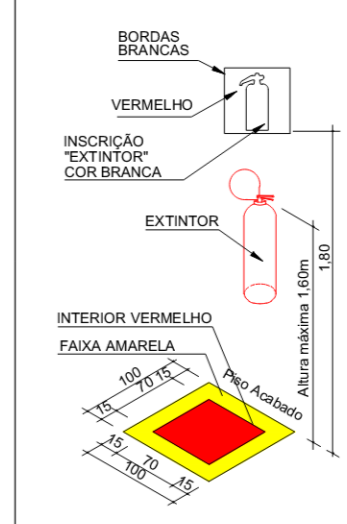 BORDAS
BRANCAS
VERMELHO
INSCRIÇÃO
"EXTINTOR"
COR BRANCA
EXTINTOR
1,80
Altura máxima 1,60m
INTERIOR VERMELHO
FAIXA AMARELA
Piso Acabado
100
15
70
15
15
70
15
100